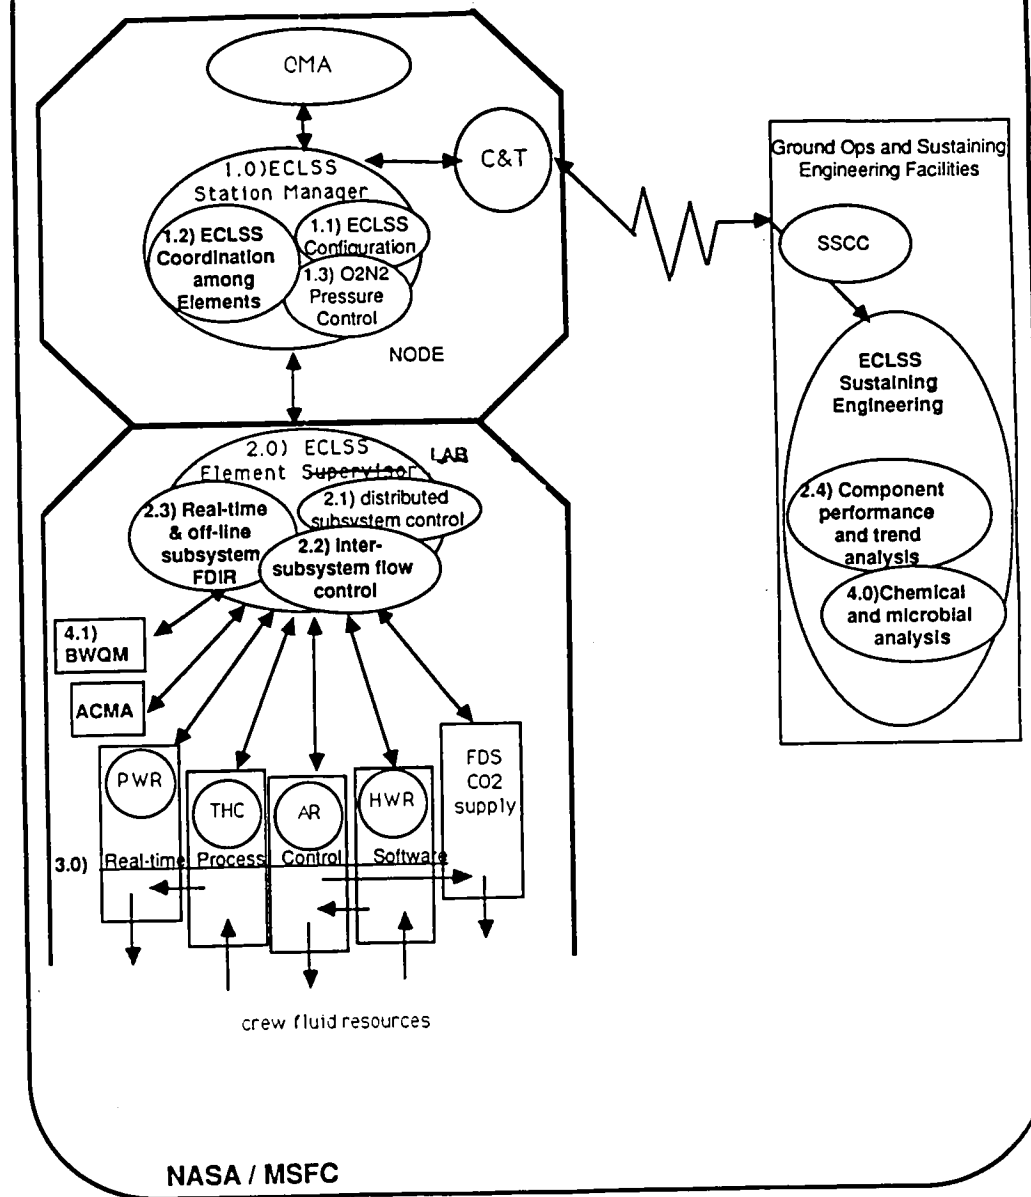 OMA
C&T
1.0)ECLSS
Station Manager
1.1) ECLSS
Configuration
1.2) ECLSS
Coordination
among
Elements
1.3) O2N2
Pressure
Control
NODE
Ground Ops and Sustaining
Engineering Facilities
SSCC
ECLSS
Sustaining
Engineering
2.4) Component
performance
and trend
analysis
4.0)Chemical
and microbial
analysis
2.0) ECLSS
Element Supervisor
LAB
2.1) distributed
subsystem control
2.3) Real-time
& off-line
subsystem
FDIR
2.2) Inter-
subsystem flow
control
4.1)
BWQM
ACMA
PWR
THC
AR
HWR
FDS
CO2
supply
3.0) Real-time Process Control Software
crew fluid resources
NASA / MSFC